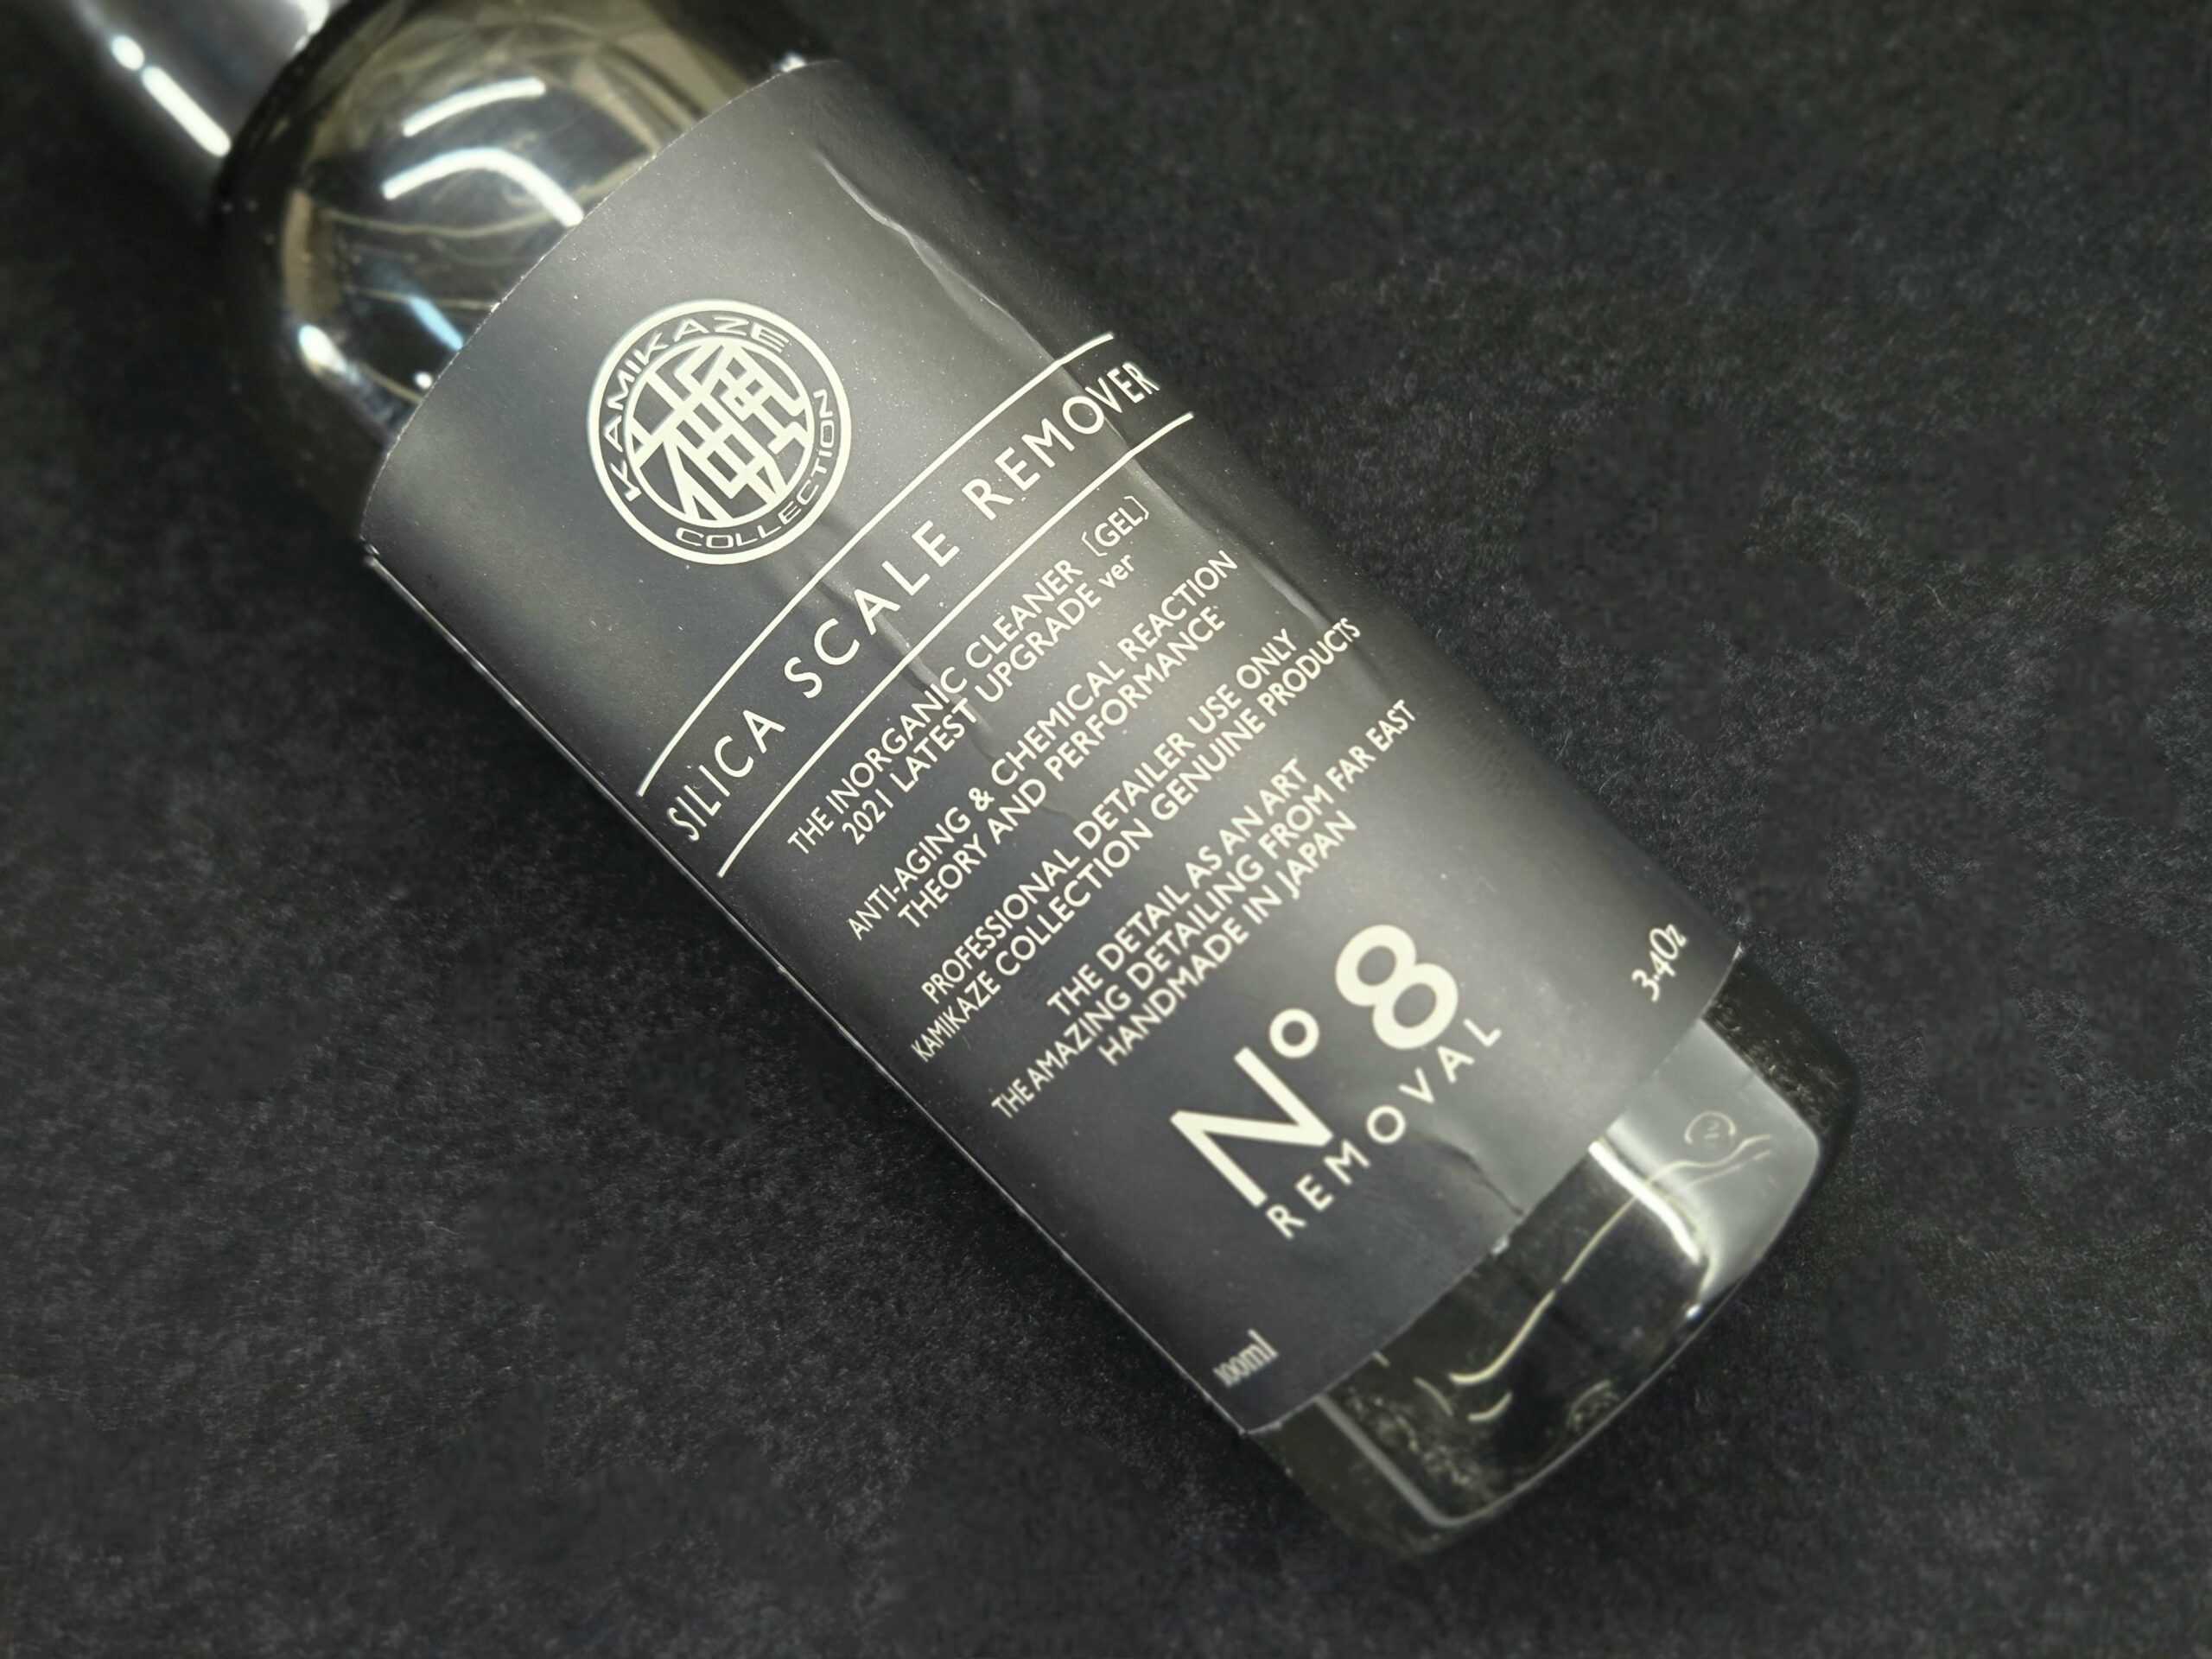 KAMIKAZE
COLLECTION
SILICA SCALE REMOVER
THE INORGANIC CLEANER [GEL]
2021 LATEST UPGRADE ver
ANTI-AGING & CHEMICAL REACTION
THEORY AND PERFORMANCE
PROFESSIONAL DETAILER USE ONLY
KAMIKAZE COLLECTION GENUINE PRODUCTS
THE DETAIL AS AN ART
THE AMAZING DETAILING FROM FAR EAST
HANDMADE IN JAPAN
Nº 8
REMOVAL
100ml
3.4Oz
2